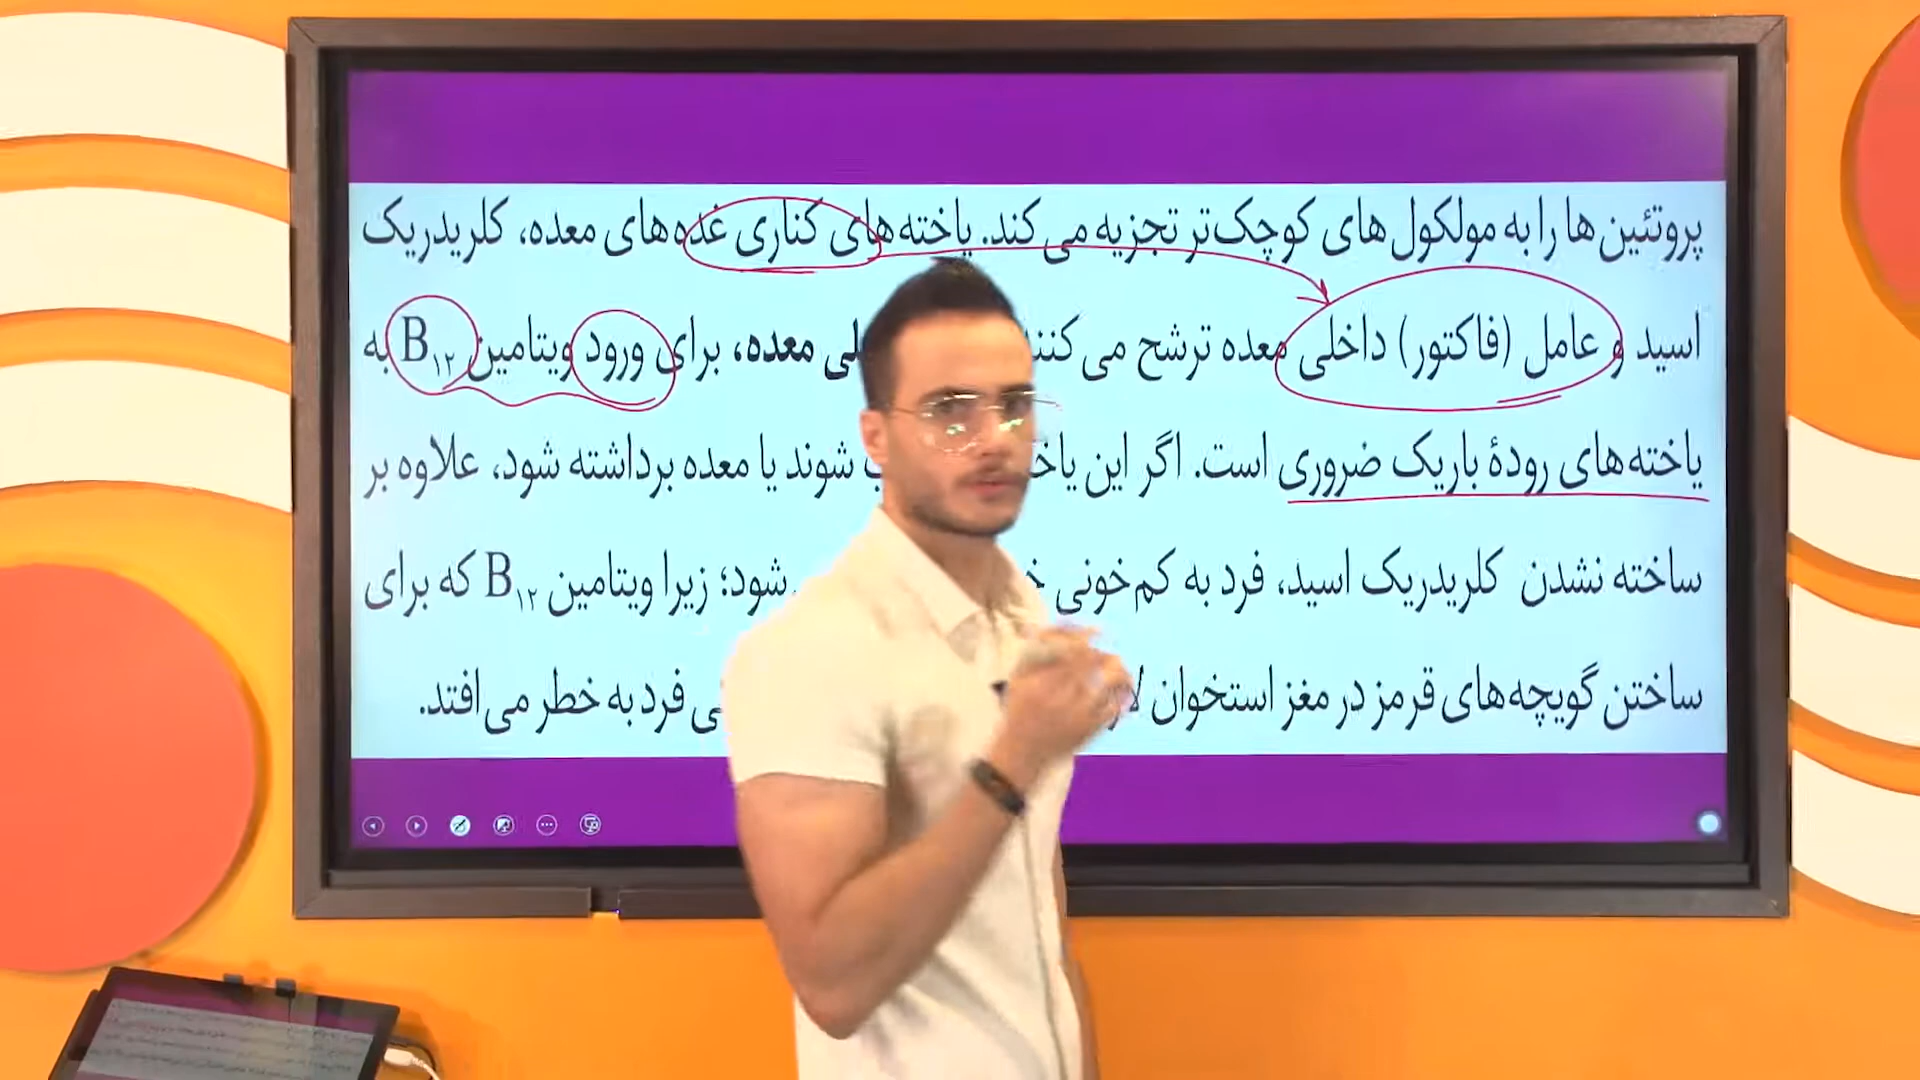 پروتئین ها را به مولکول های کوچک‌تر تجزیه می‌کند. یاخته‌های کناری غده‌های معده، کلریدریک
اسید و عامل (فاکتور) داخلی معده ترشح می‌کنند معده، برای ورود ویتامین B۱۲ به
یاخته‌های رودهٔ باریک ضروری است. اگر این شوند یا معده برداشته شود، علاوه بر
ساخته نشدن کلریدریک اسید، فرد به کم‌خونی شود؛ زیرا ویتامین B۱۲ که برای
ساختن گویچه‌های قرمز در مغز استخوان فرد به خطر می‌افتد.